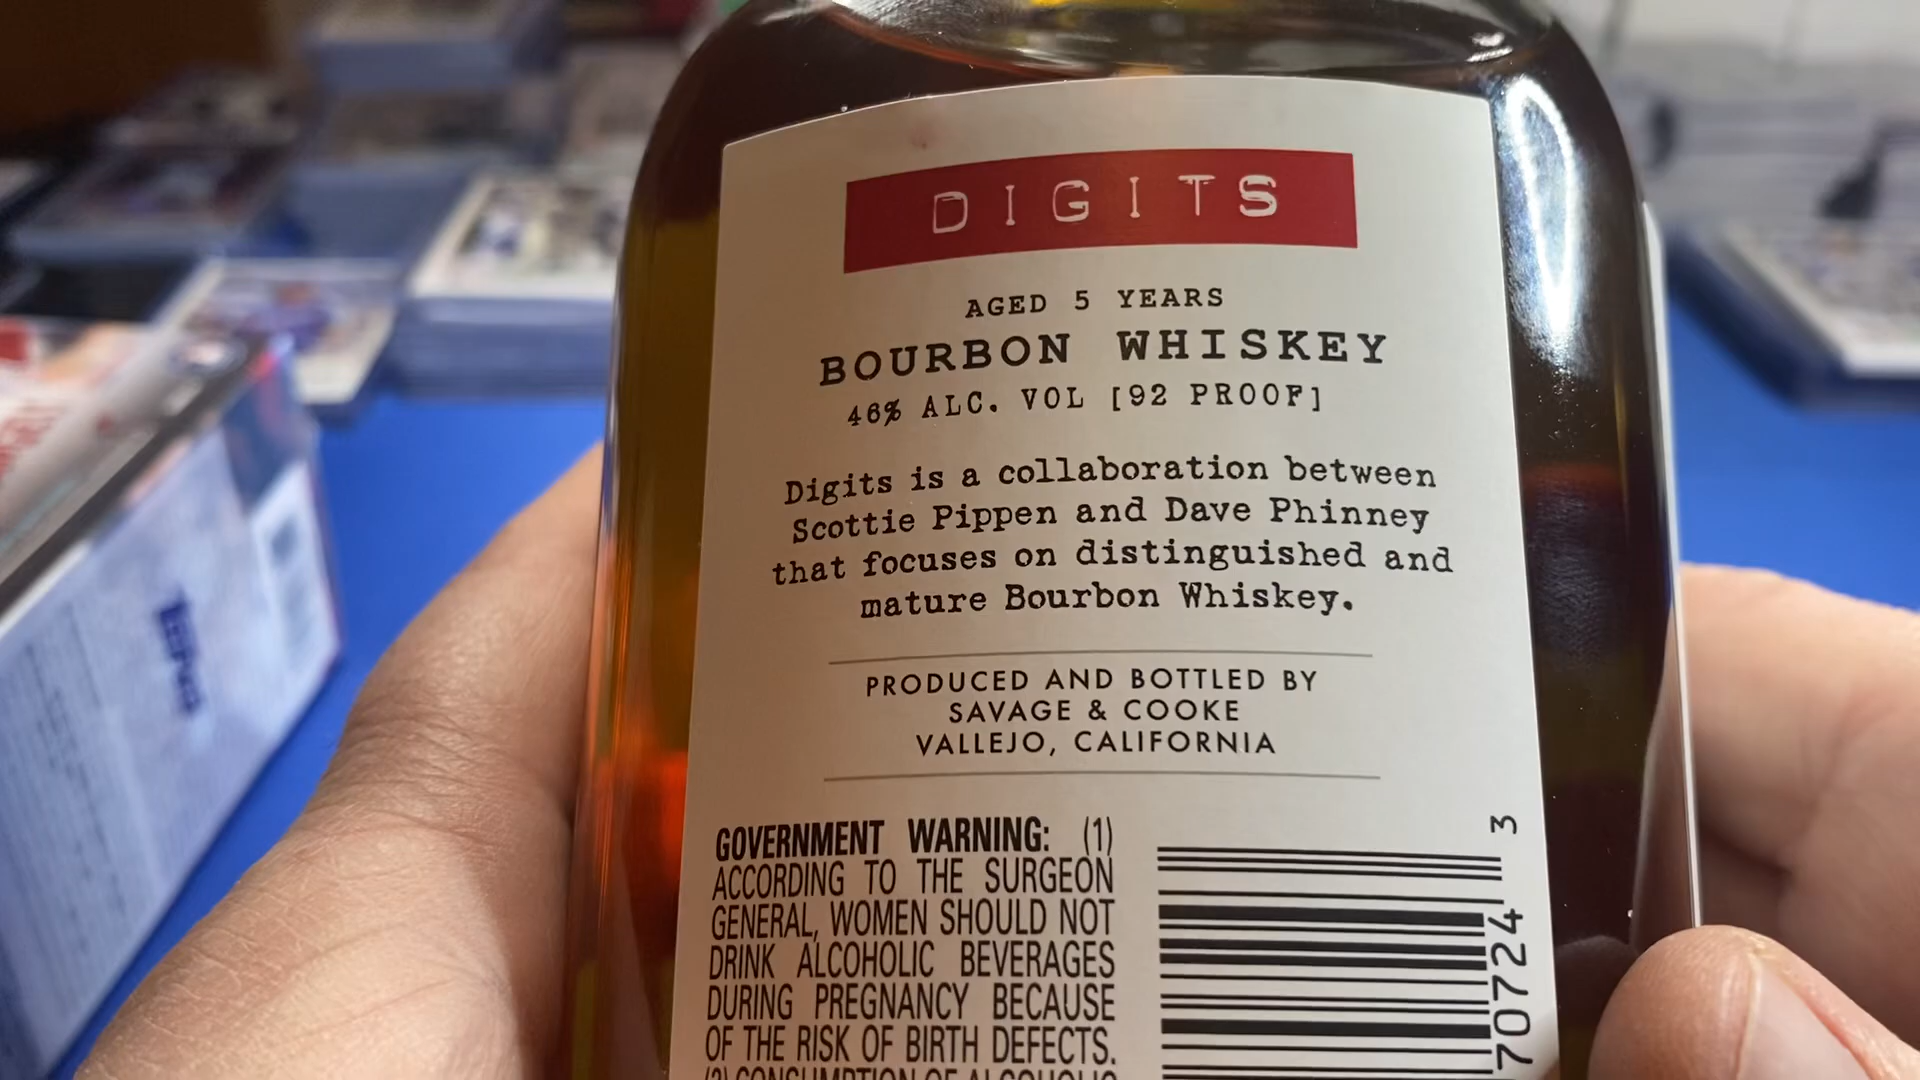 DIGITS
AGED 5 YEARS
BOURBON WHISKEY
46% ALC. VOL [92 PROOF]
Digits is a collaboration between
Scottie Pippen and Dave Phinney
that focuses on distinguished and
mature Bourbon Whiskey.
PRODUCED AND BOTTLED BY
SAVAGE & COOKE
VALLEJO, CALIFORNIA
GOVERNMENT WARNING: (1)
ACCORDING TO THE SURGEON
GENERAL, WOMEN SHOULD NOT
DRINK ALCOHOLIC BEVERAGES
DURING PREGNANCY BECAUSE
OF THE RISK OF BIRTH DEFECTS.
(2) CONSUMPTION OF ALCOHOLIC
70724 3